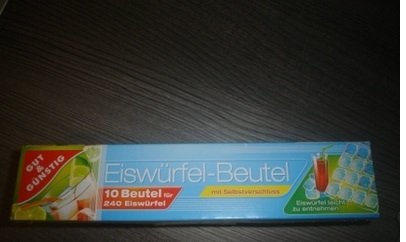 GUT
&
GÜNSTIG
Eiswürfel-Beutel
10 Beutel für
240 Eiswürfel
mit Selbstverschluss
Eiswürfel leicht
zu entnehmen